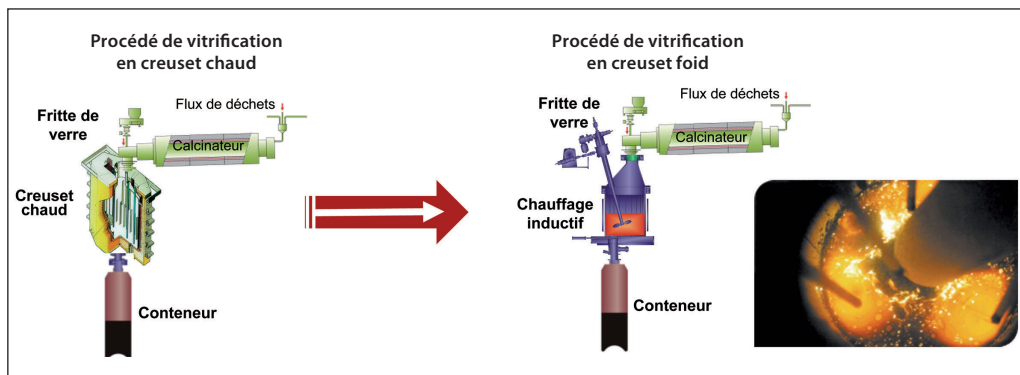 Procédé de vitrification
en creuset chaud
Flux de déchets
Fritte de
verre
Calcinateur
Creuset
chaud
Conteneur
Procédé de vitrification
en creuset foid
Flux de déchets
Fritte de
verre
Calcinateur
Chauffage
inductif
Conteneur